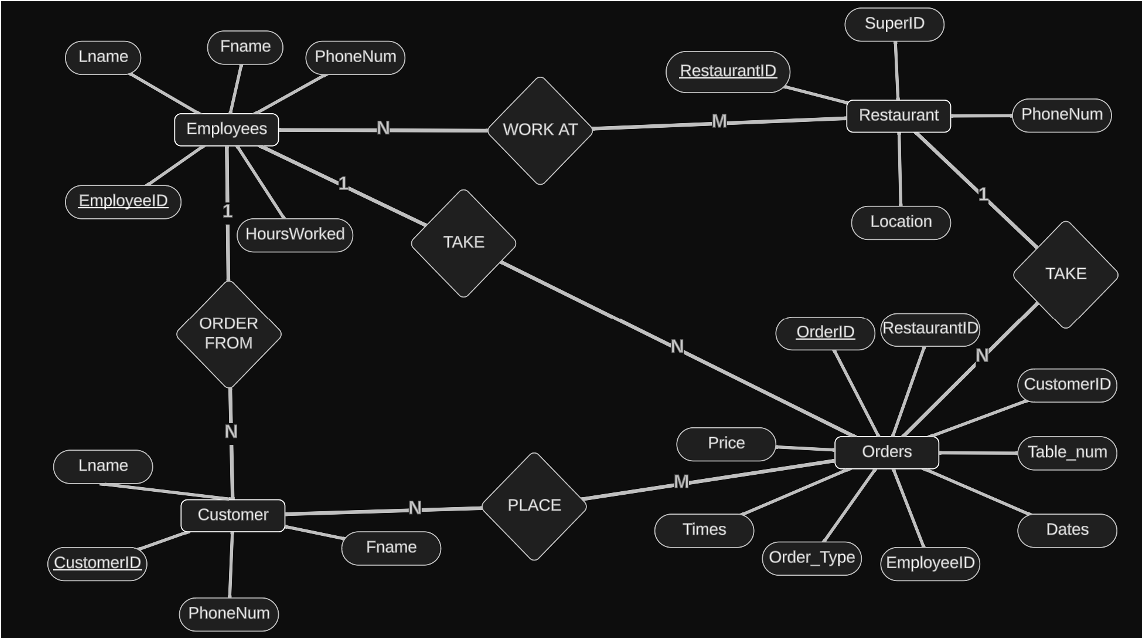 SuperID
Lname
Fname
PhoneNum
RestaurantID
Employees
N
WORK AT
M
Restaurant
PhoneNum
EmployeeID
1
HoursWorked
1
TAKE
Location
1
TAKE
ORDER
FROM
N
OrderID
RestaurantID
N
CustomerID
N
Price
Orders
Table_num
Lname
Customer
N
PLACE
M
Times
Dates
CustomerID
Fname
Order_Type
EmployeeID
PhoneNum